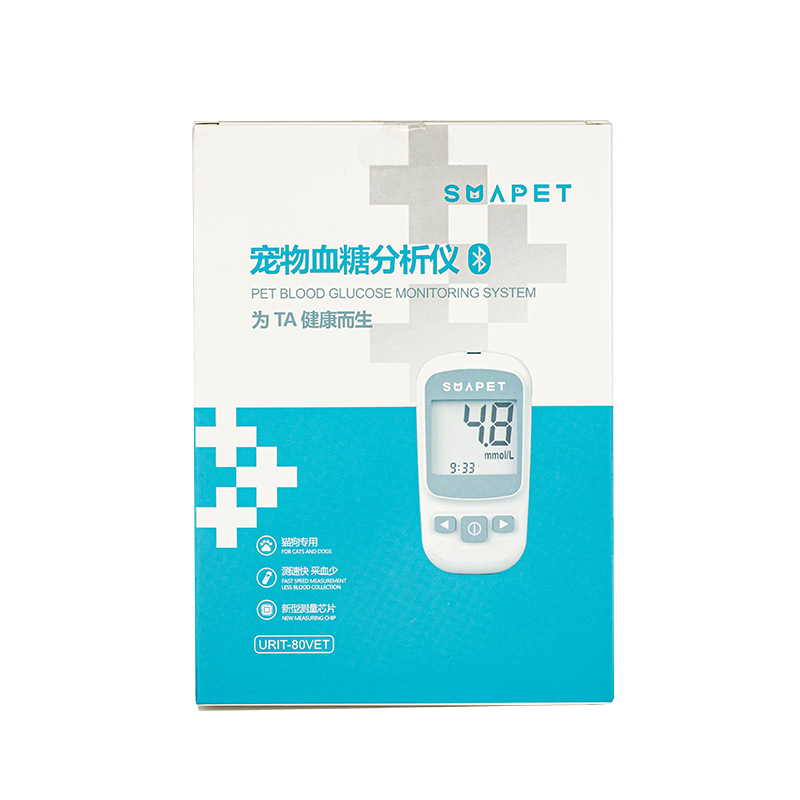 SUAPET
宠物血糖分析仪
PET BLOOD GLUCOSE MONITORING SYSTEM
为 TA 健康而生
SUAPET
4.8
mmol/L
9:33
猫狗专用
FOR CATS AND DOGS
测速快 采血少
FAST SPEED MEASUREMENT
LESS BLOOD COLLECTION
新型测量芯片
NEW MEASURING CHIP
URIT-80VET